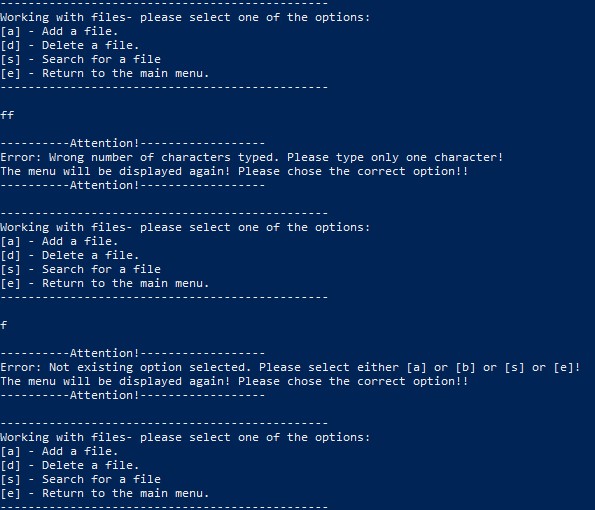 -----------------------------------------------
Working with files- please select one of the options:
[a] - Add a file.
[d] - Delete a file.
[s] - Search for a file
[e] - Return to the main menu.
-----------------------------------------------
ff
----------Attention!------------------
Error: Wrong number of characters typed. Please type only one character!
The menu will be displayed again! Please chose the correct option!!
----------Attention!------------------
-----------------------------------------------
Working with files- please select one of the options:
[a] - Add a file.
[d] - Delete a file.
[s] - Search for a file
[e] - Return to the main menu.
-----------------------------------------------
f
----------Attention!------------------
Error: Not existing option selected. Please select either [a] or [b] or [s] or [e]!
The menu will be displayed again! Please chose the correct option!!
----------Attention!------------------
-----------------------------------------------
Working with files- please select one of the options:
[a] - Add a file.
[d] - Delete a file.
[s] - Search for a file
[e] - Return to the main menu.
-----------------------------------------------